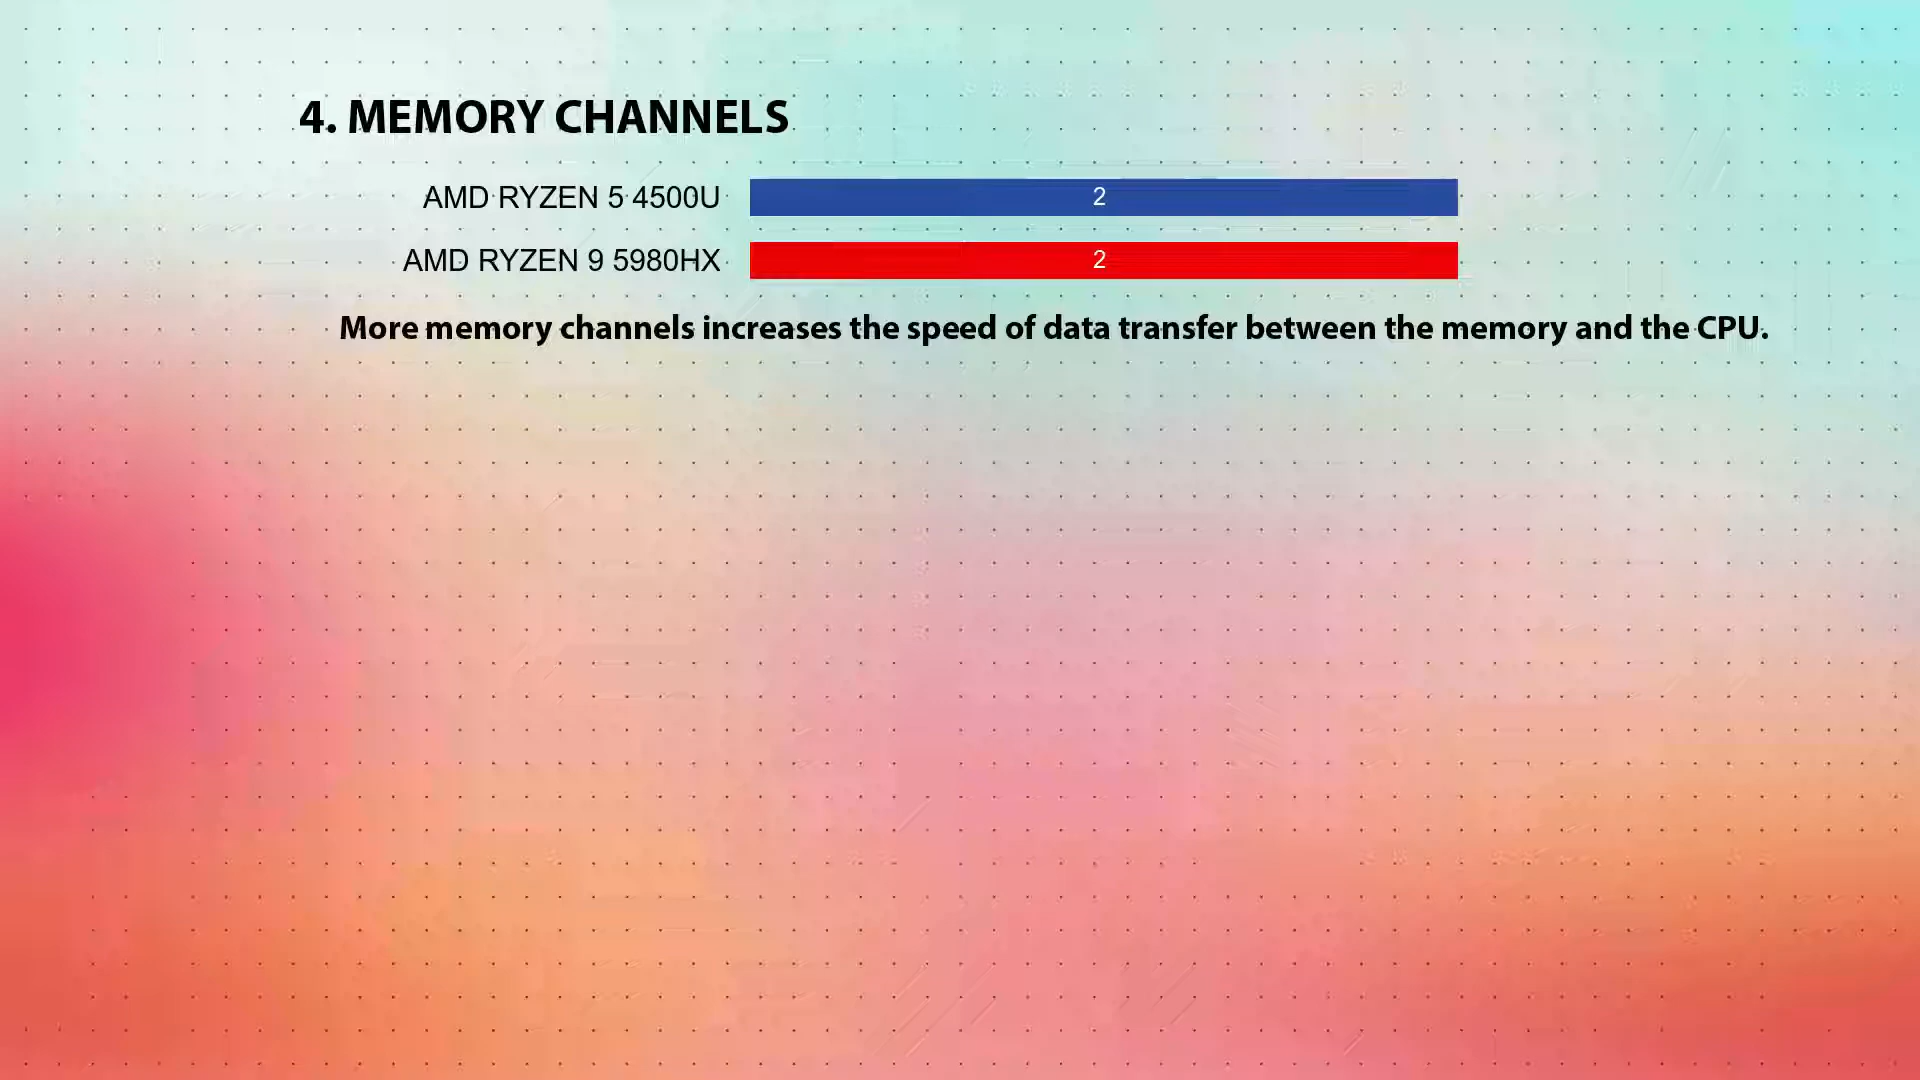 4. MEMORY CHANNELS
AMD RYZEN 5 4500U 2
AMD RYZEN 9 5980HX 2
More memory channels increases the speed of data transfer between the memory and the CPU.